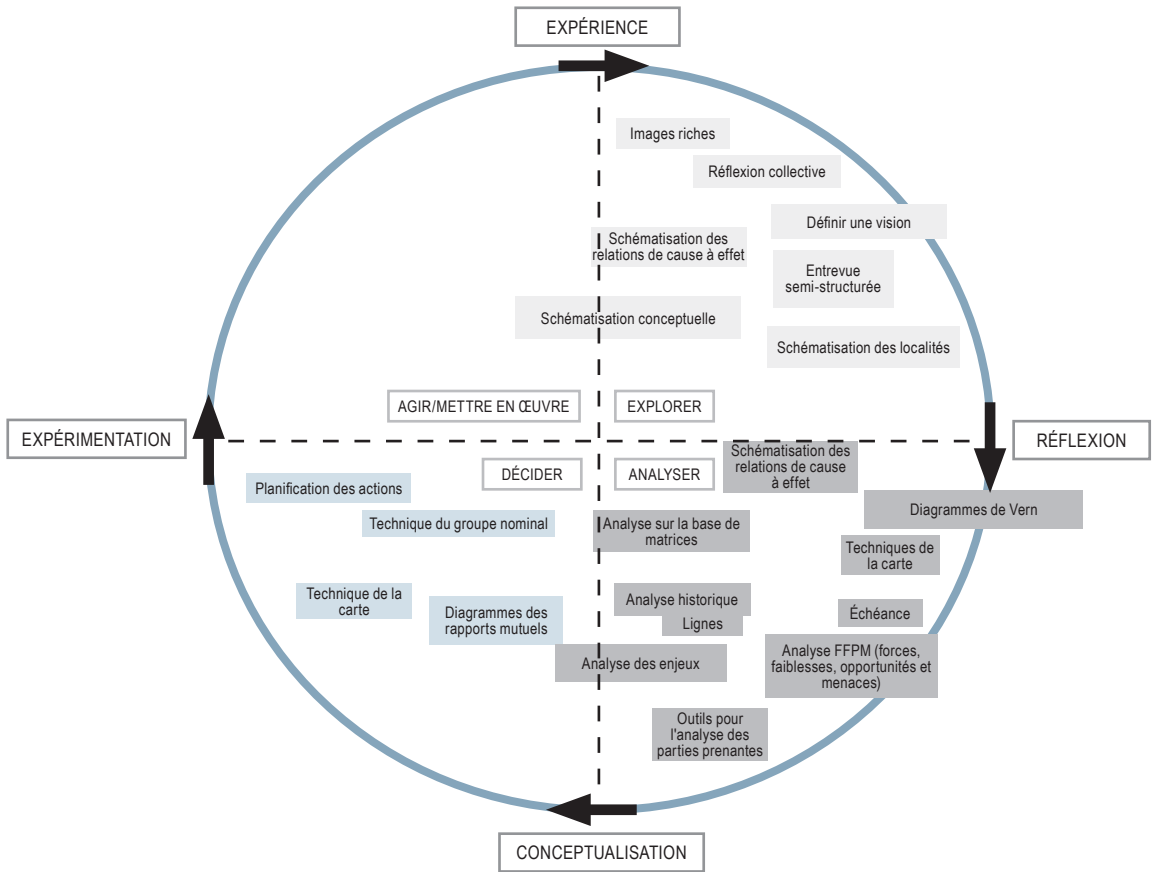 EXPÉRIENCE
Images riches
Réflexion collective
Définir une vision
Schématisation des
relations de cause à effet
Entrevue
semi-structurée
Schématisation conceptuelle
Schématisation des localités
AGIR/METTRE EN ŒUVRE
EXPLORER
EXPÉRIMENTATION
RÉFLEXION
DÉCIDER
ANALYSER
Schématisation des
relations de cause
à effet
Planification des actions
Diagrammes de Vern
Technique du groupe nominal
Analyse sur la base de
matrices
Techniques de
la carte
Technique de la
carte
Diagrammes des
rapports mutuels
Analyse historique
Lignes
Échéance
Analyse des enjeux
Analyse FFPM (forces,
faiblesses, opportunités et
menaces)
Outils pour
l'analyse des
parties prenantes
CONCEPTUALISATION